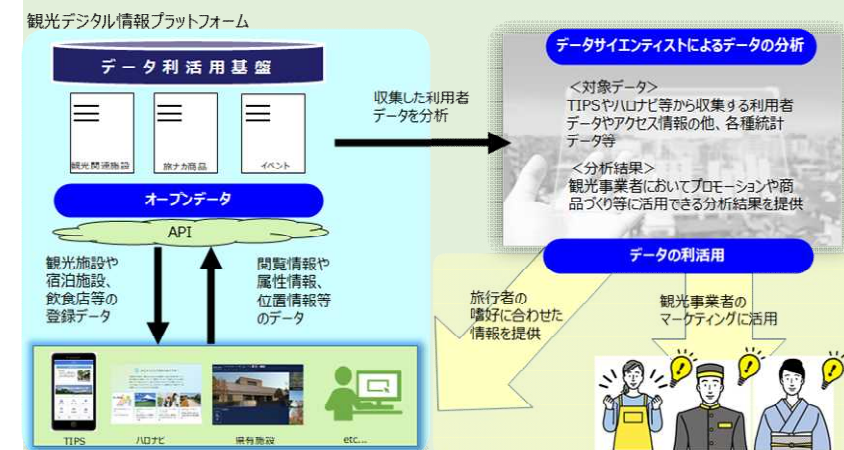 観光デジタル情報プラットフォーム
データ利活用基盤
観光関連施設
旅ナカ商品
イベント
オープンデータ
API
観光施設や
宿泊施設、
飲食店等の
登録データ
閲覧情報や
属性情報、
位置情報等
のデータ
TIPS
ハロナビ
県有施設
etc...
収集した利用者
データを分析
データサイエンティストによるデータの分析
＜対象データ＞
TIPSやハロナビ等から収集する利用者
データやアクセス情報の他、各種統計
データ等
＜分析結果＞
観光事業者においてプロモーションや商
品づくり等に活用できる分析結果を提供
データの利活用
旅行者の
嗜好に合わせた
情報を提供
観光事業者の
マーケティングに活用